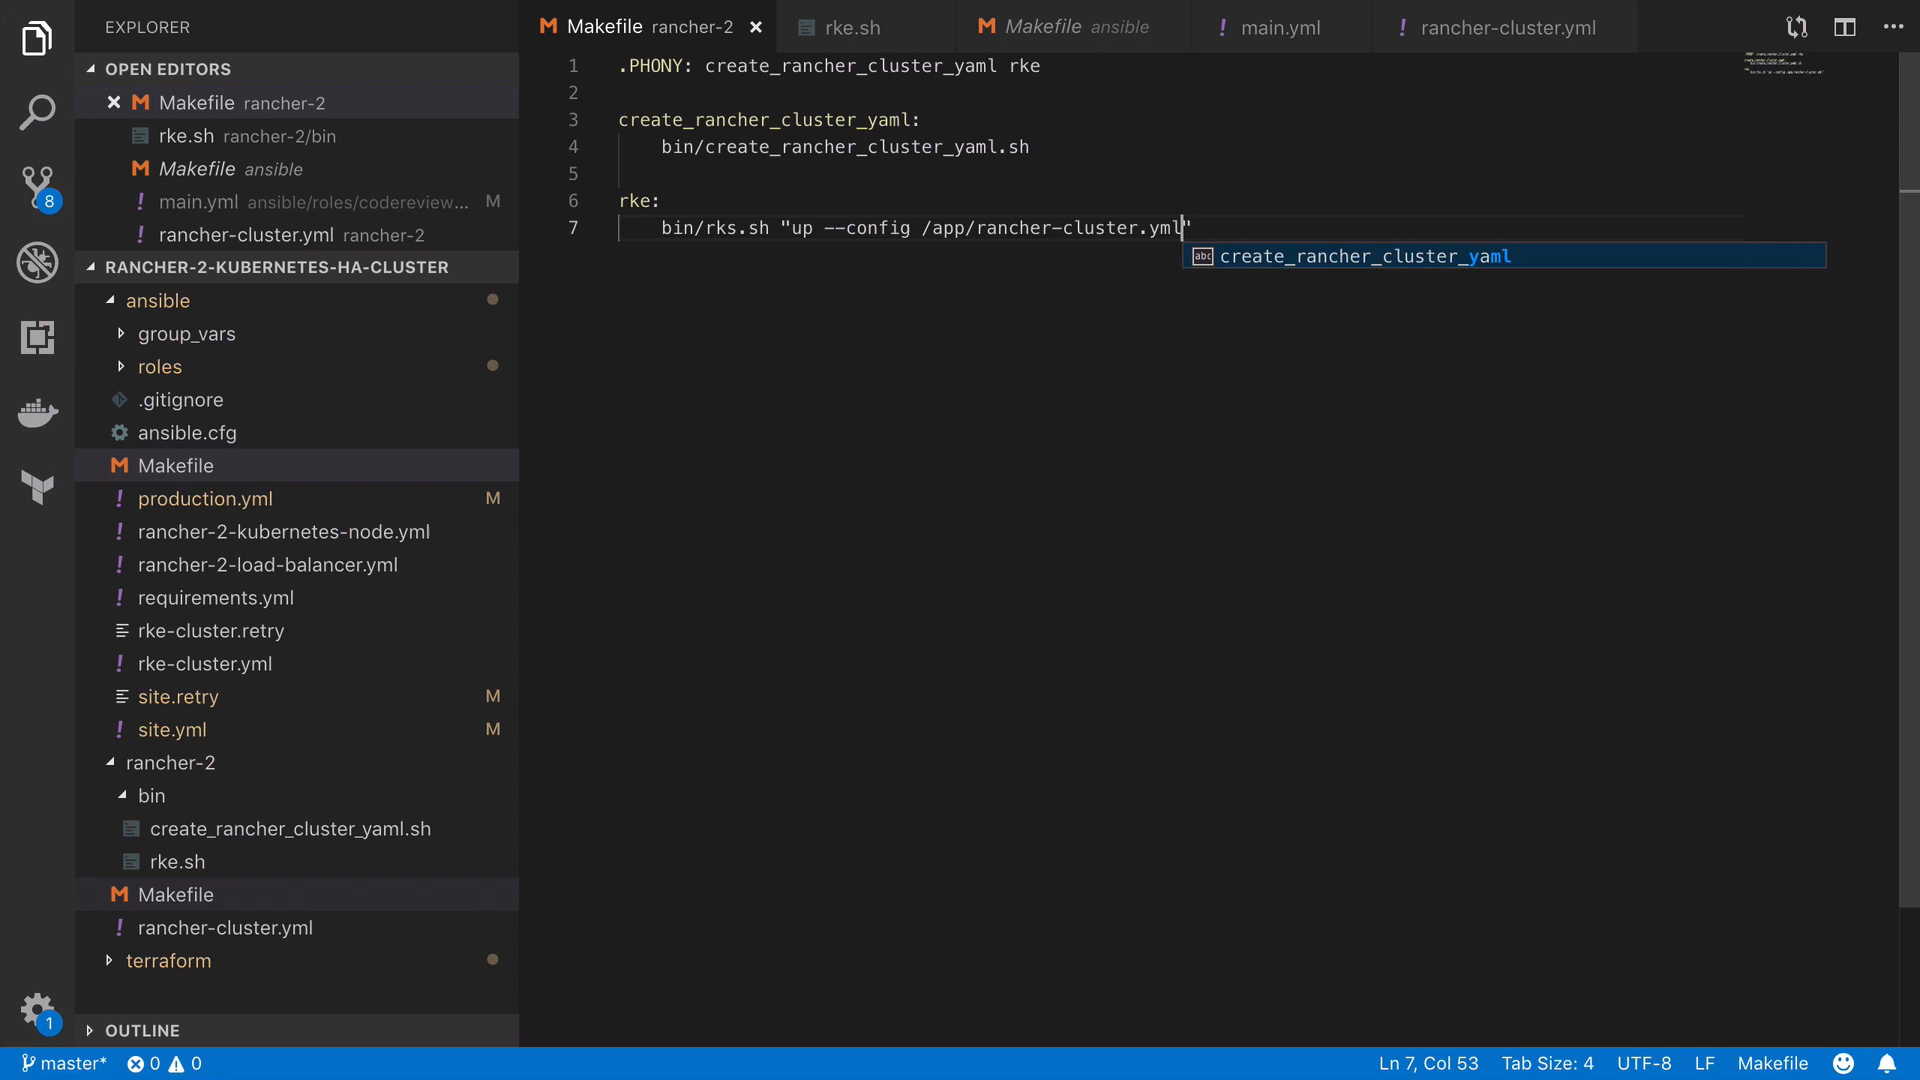 EXPLORER
OPEN EDITORS
Makefile rancher-2
rke.sh rancher-2/bin
Makefile ansible
main.yml ansible/roles/codereview... M
rancher-cluster.yml rancher-2
RANCHER-2-KUBERNETES-HA-CLUSTER
ansible
group_vars
roles
.gitignore
ansible.cfg
Makefile
production.yml M
rancher-2-kubernetes-node.yml
rancher-2-load-balancer.yml
requirements.yml
rke-cluster.retry
rke-cluster.yml
site.retry M
site.yml M
rancher-2
bin
create_rancher_cluster_yaml.sh
rke.sh
Makefile
rancher-cluster.yml
terraform
OUTLINE
8
1
Makefile rancher-2
rke.sh
Makefile ansible
main.yml
rancher-cluster.yml
1 .PHONY: create_rancher_cluster_yaml rke
2
3 create_rancher_cluster_yaml:
4 bin/create_rancher_cluster_yaml.sh
5
6 rke:
7 bin/rks.sh "up --config /app/rancher-cluster.yml"
abc create_rancher_cluster_yaml
master* 0 0
Ln 7, Col 53 Tab Size: 4 UTF-8 LF Makefile